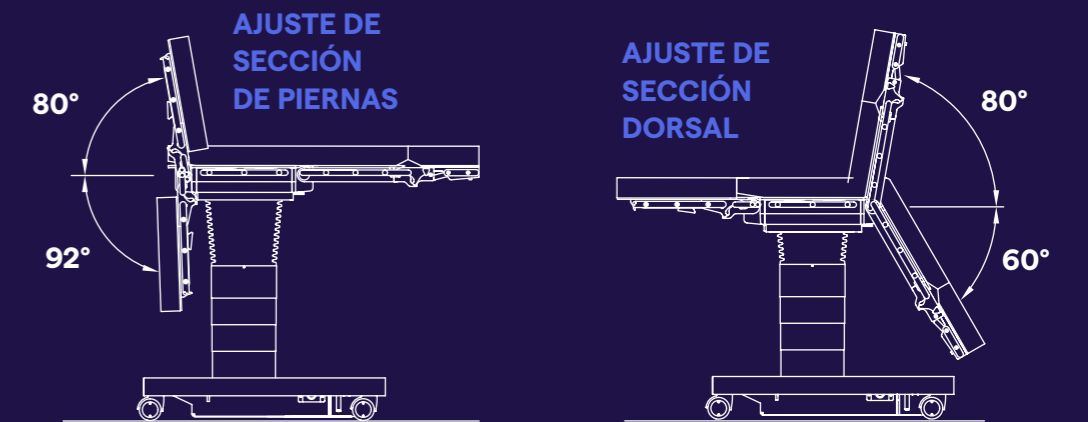 AJUSTE DE
SECCIÓN
DE PIERNAS
80°
92°
AJUSTE DE
SECCIÓN
DORSAL
80°
60°